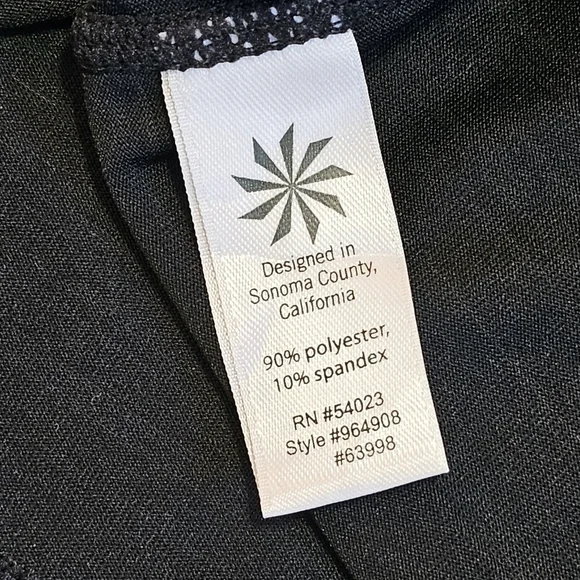 Designed in
Sonoma County,
California
90% polyester,
10% spandex
RN #54023
Style #964908
#63998